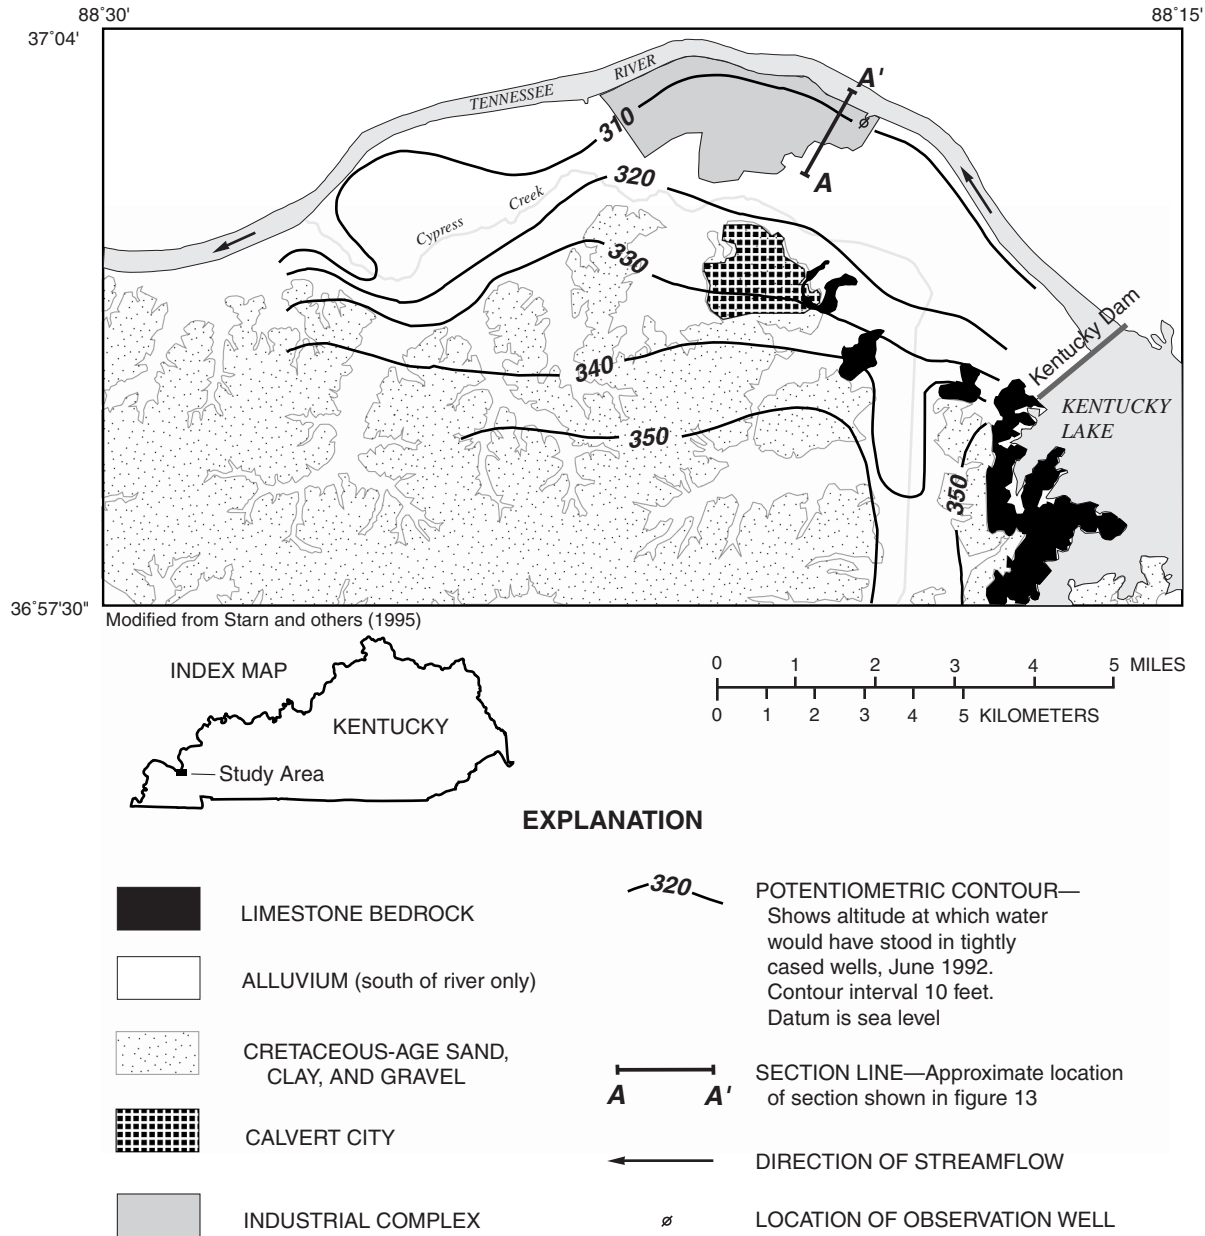 88°30'
88°15'
37°04'
TENNESSEE RIVER
A'
310
A
320
Cypress Creek
330
Kentucky Dam
340
KENTUCKY
LAKE
350
350
36°57'30"
Modified from Starn and others (1995)
INDEX MAP
KENTUCKY
Study Area
0 1 2 3 4 5 MILES
0 1 2 3 4 5 KILOMETERS
EXPLANATION
LIMESTONE BEDROCK
ALLUVIUM (south of river only)
CRETACEOUS-AGE SAND,
CLAY, AND GRAVEL
CALVERT CITY
INDUSTRIAL COMPLEX
320
POTENTIOMETRIC CONTOUR—
Shows altitude at which water
would have stood in tightly
cased wells, June 1992.
Contour interval 10 feet.
Datum is sea level
A A'
SECTION LINE—Approximate location
of section shown in figure 13
DIRECTION OF STREAMFLOW
LOCATION OF OBSERVATION WELL